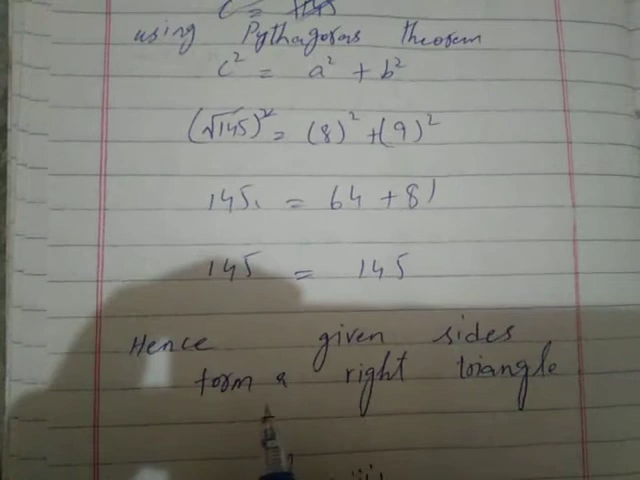 using Pythagoras theorem
c² = a² + b²
(√145)² = (8)² + (9)²
145 = 64 + 81
145 = 145
Hence given sides
form a right triangle